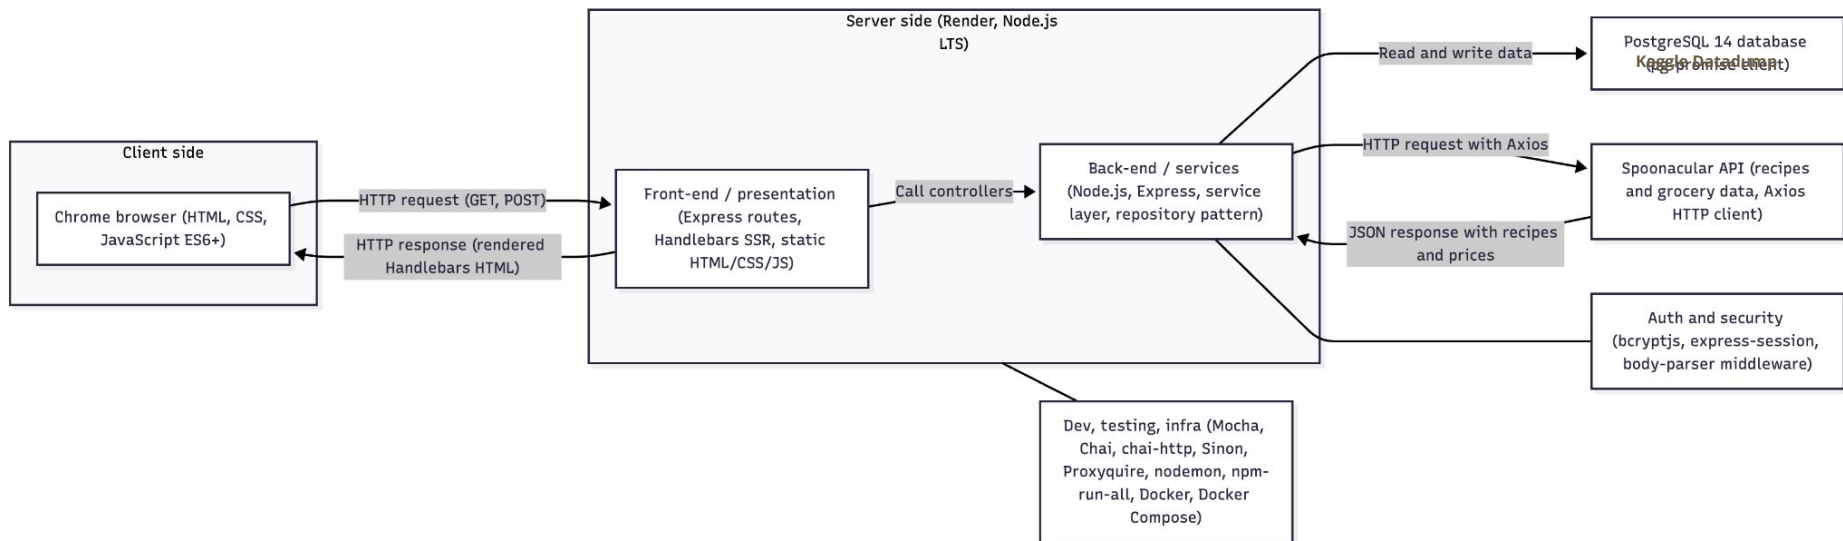 Server side (Render, Node.js
LTS)
Read and write data
PostgreSQL 14 database
(pg-promise client)
Kaggle Datadump
Client side
Chrome browser (HTML, CSS,
JavaScript ES6+)
HTTP request (GET, POST)
HTTP response (rendered
Handlebars HTML)
Front-end / presentation
(Express routes,
Handlebars SSR, static
HTML/CSS/JS)
Call controllers
Back-end / services
(Node.js, Express, service
layer, repository pattern)
HTTP request with Axios
JSON response with recipes
and prices
Spoonacular API (recipes
and grocery data, Axios
HTTP client)
Auth and security
(bcryptjs, express-session,
body-parser middleware)
Dev, testing, infra (Mocha,
Chai, chai-http, Sinon,
Proxyquire, nodemon, npm-
run-all, Docker, Docker
Compose)